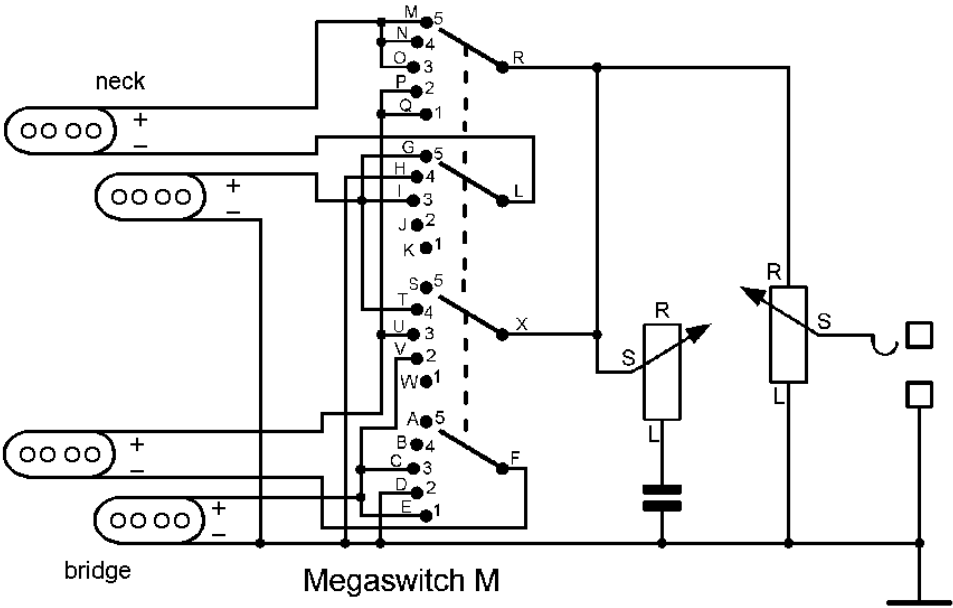 M 5
N 4
O 3
neck
P 2
Q 1
+
−
G 5
H 4
I 3
L
+
−
J 2
K 1
R
R
S 5
T 4
R
S
U 3
X
V 2
S
W 1
L
A 5
L
B 4
+
−
C 3
F
D 2
E 1
+
−
bridge
Megaswitch M